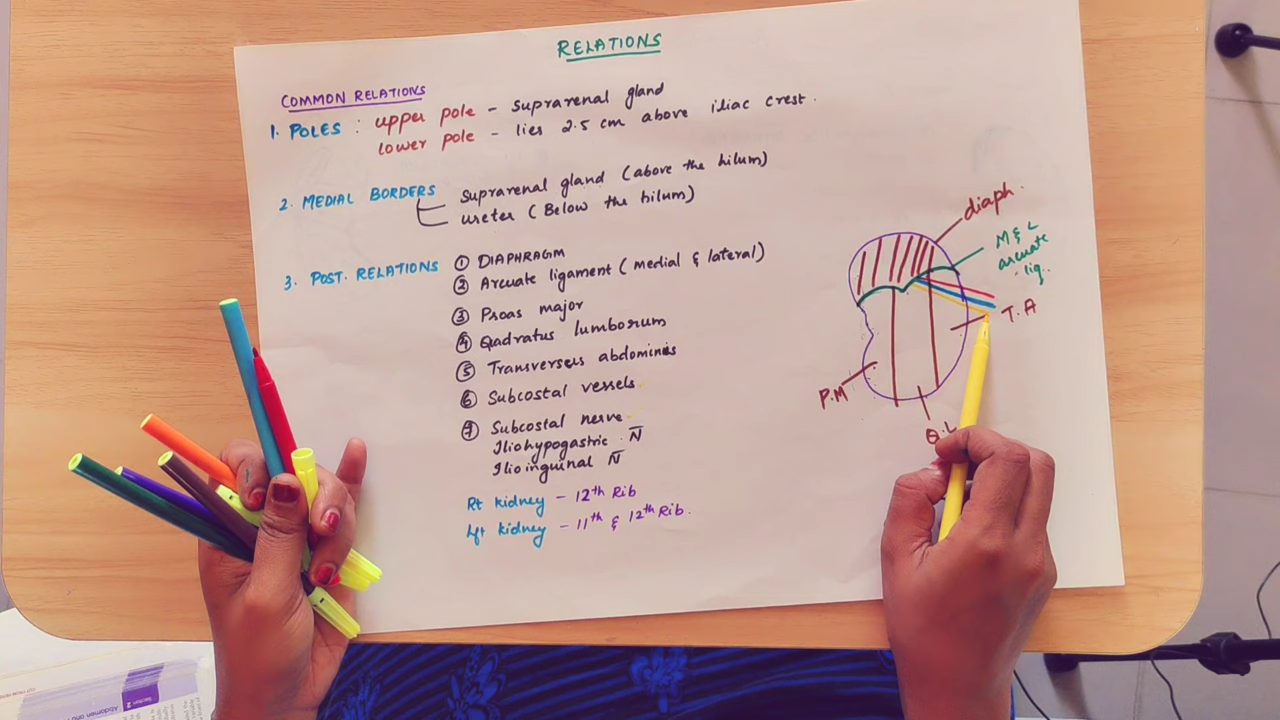 RELATIONS
COMMON RELATIONS
1. POLES : upper pole - suprarenal gland
lower pole - lies 2.5 cm above iliac crest.
2. MEDIAL BORDERS suprarenal gland (above the hilum)
ureter (Below the hilum)
3. POST. RELATIONS ① DIAPHRAGM
② Arcuate ligament (medial & lateral)
③ Psoas major
④ Quadratus lumborum
⑤ Transversus abdominis
⑥ Subcostal vessels
⑦ Subcostal nerve
Iliohypogastric N̅
Ilioinguinal N̅
Rt kidney - 12th Rib
Lft kidney - 11th & 12th Rib.
diaph.
M & L
arcuate
lig.
T.A
P.M
Q.L
Section 2